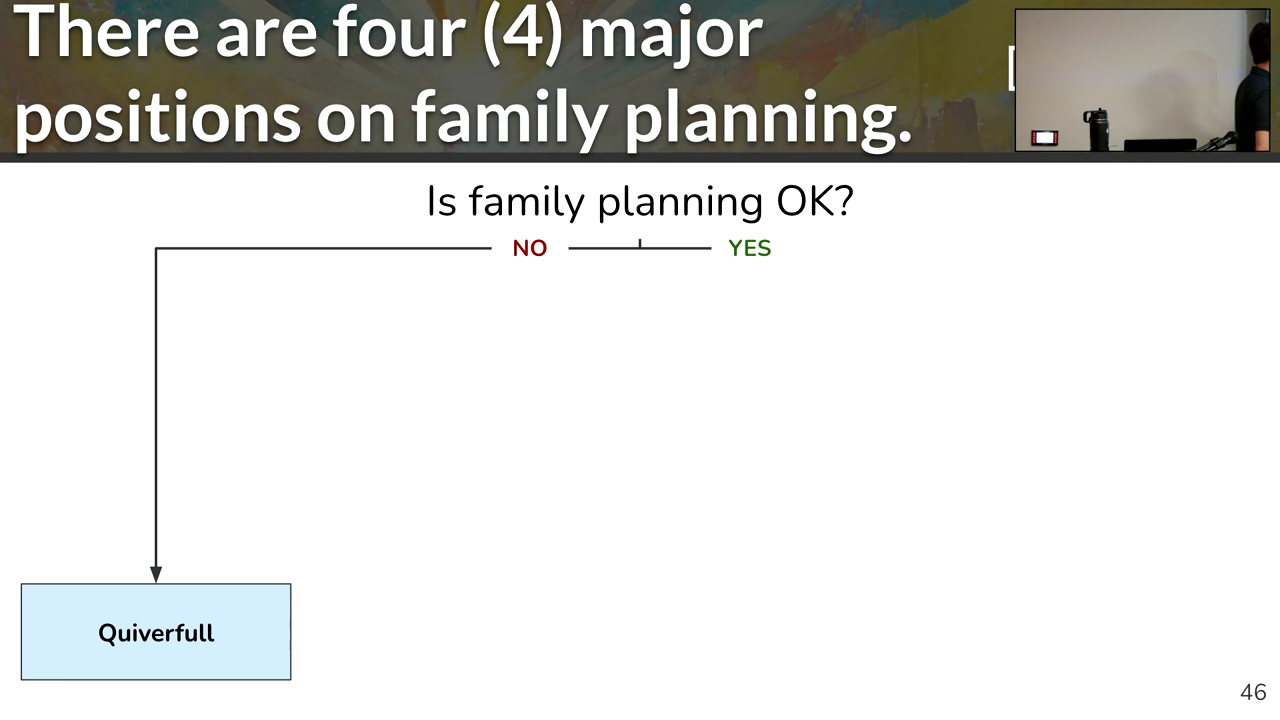 There are four (4) major
positions on family planning.
[
Is family planning OK?
NO
YES
Quiverfull
46